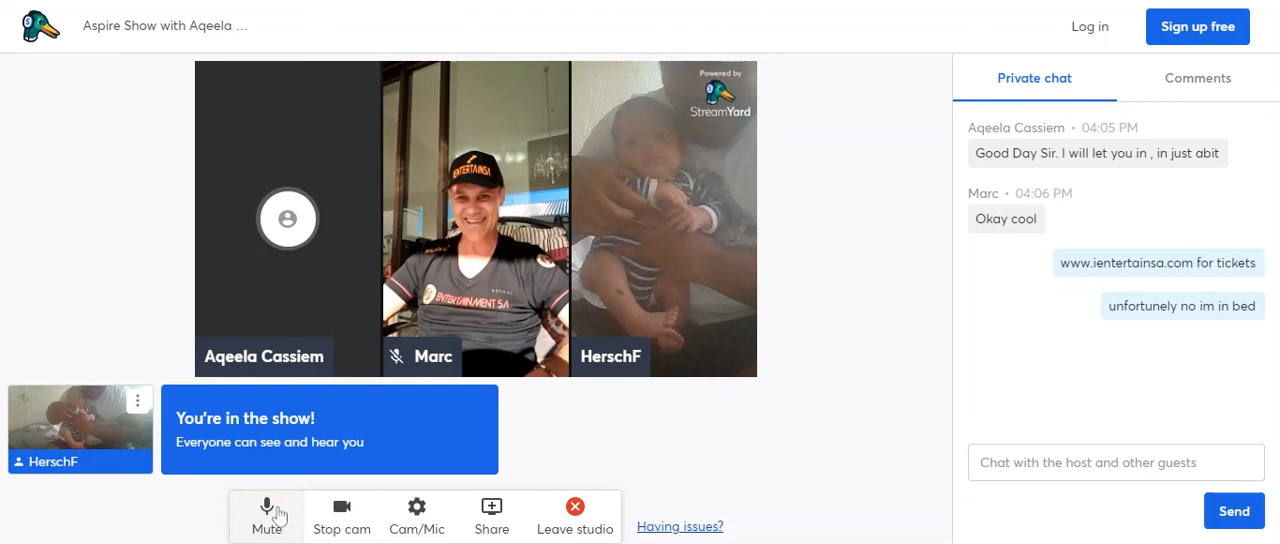 Aspire Show with Aqeela ...
Log in
Sign up free
Private chat
Comments
Powered by
StreamYard
ENTERTAINSA
ENTERTAINMENT SA
Aqeela Cassiem
Marc
HerschF
Aqeela Cassiem • 04:05 PM
Good Day Sir. I will let you in , in just abit
Marc • 04:06 PM
Okay cool
www.ientertainsa.com for tickets
unfortunately no im in bed
HerschF
You're in the show!
Everyone can see and hear you
Chat with the host and other guests
Send
Mute
Stop cam
Cam/Mic
Share
Leave studio
Having issues?